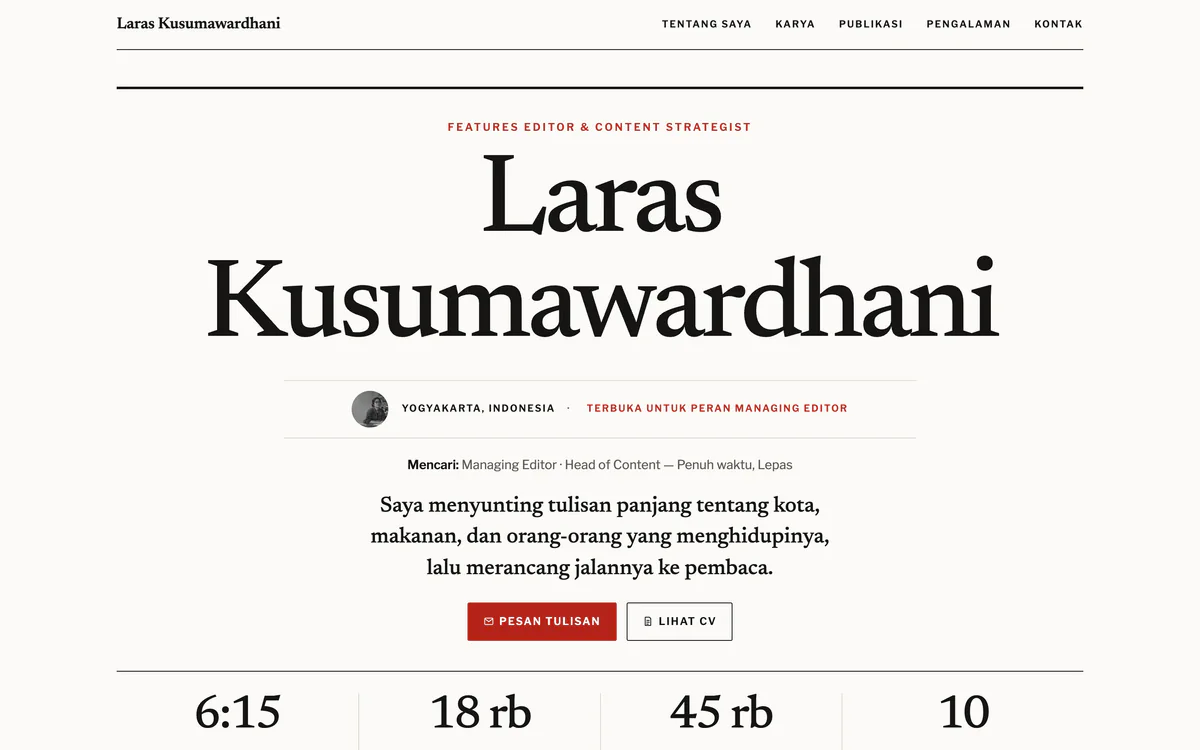 Laras Kusumawardhani
TENTANG SAYA KARYA PUBLIKASI PENGALAMAN KONTAK
FEATURES EDITOR & CONTENT STRATEGIST
Laras
Kusumawardhani
YOGYAKARTA, INDONESIA · TERBUKA UNTUK PERAN MANAGING EDITOR
Mencari: Managing Editor · Head of Content — Penuh waktu, Lepas
Saya menyunting tulisan panjang tentang kota,
makanan, dan orang-orang yang menghidupinya,
lalu merancang jalannya ke pembaca.
PESAN TULISAN LIHAT CV
6:15 18 rb 45 rb 10